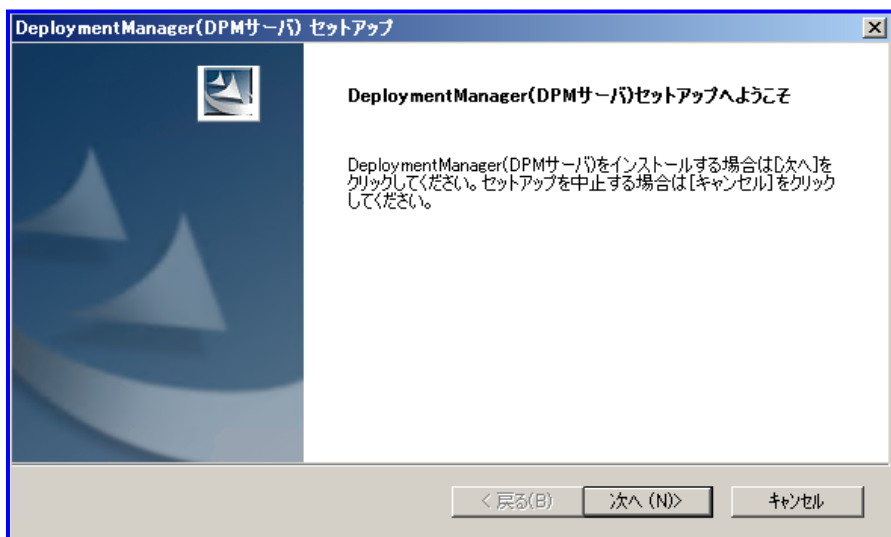 DeploymentManager(DPMサーバ) セットアップ
DeploymentManager(DPMサーバ)セットアップへようこそ
DeploymentManager(DPMサーバ)をインストールする場合は[次へ]を
クリックしてください。セットアップを中止する場合は[キャンセル]をクリック
してください。
< 戻る(B)
次へ (N)>
キャンセル